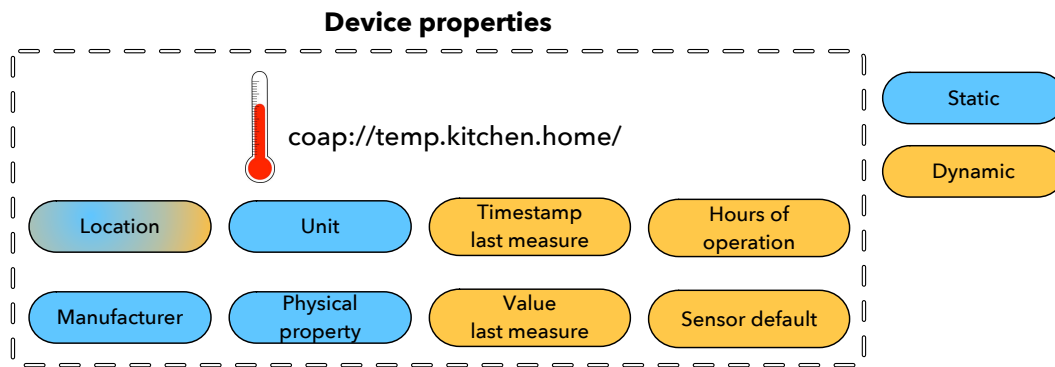 Device properties
coap://temp.kitchen.home/
Static
Dynamic
Location
Unit
Timestamp
last measure
Hours of
operation
Manufacturer
Physical
property
Value
last measure
Sensor default